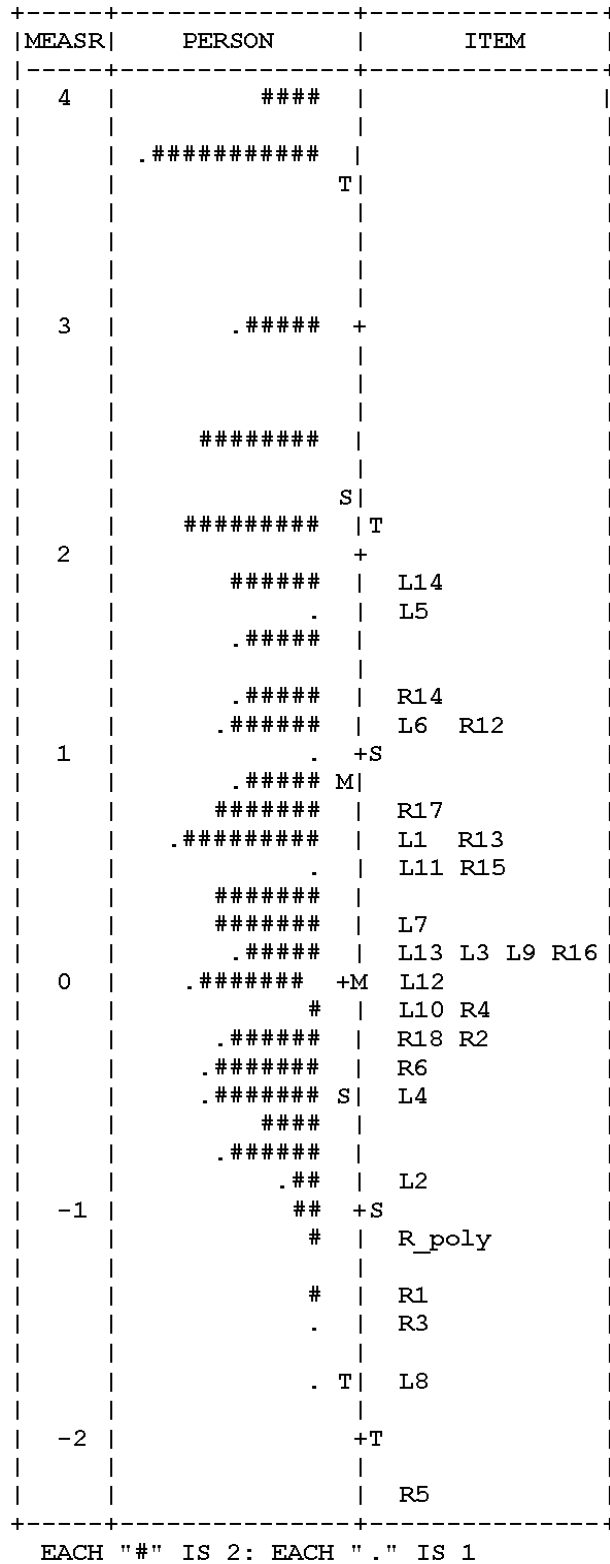 +-----+----------------+----------------+
|MEASR|     PERSON     |      ITEM      |
|-----+----------------+----------------+
|  4  |          ####  |                |
|     |                |                |
|     |  .###########  |                |
|     |               T|                |
|     |                |                |
|     |                |                |
|     |                |                |
|     |                |                |
|  3  |        .#####  +                |
|     |                |                |
|     |                |                |
|     |                |                |
|     |      ########  |                |
|     |                |                |
|     |               S|                |
|     |     #########  |T               |
|  2  |                +                |
|     |        ######  |  L14           |
|     |             .  |  L5            |
|     |        .#####  |                |
|     |                |                |
|     |        .#####  |  R14           |
|     |       .######  |  L6  R12       |
|  1  |             .  +S               |
|     |        .##### M|                |
|     |       #######  |  R17           |
|     |    .#########  |  L1  R13       |
|     |             .  |  L11 R15       |
|     |       #######  |                |
|     |       #######  |  L7            |
|     |        .#####  |  L13 L3 L9 R16 |
|  0  |     .#######  +M  L12           |
|     |             #  |  L10 R4        |
|     |       .######  |  R18 R2        |
|     |      .#######  |  R6            |
|     |      .####### S|  L4            |
|     |          ####  |                |
|     |       .######  |                |
|     |           .##  |  L2            |
|  -1 |            ##  +S               |
|     |             #  |  R_poly        |
|     |                |                |
|     |             #  |  R1            |
|     |             .  |  R3            |
|     |                |                |
|     |             . T|  L8            |
|     |                |                |
|  -2 |                +T               |
|     |                |                |
|     |                |  R5            |
+-----+----------------+----------------+
EACH "#" IS 2: EACH "." IS 1